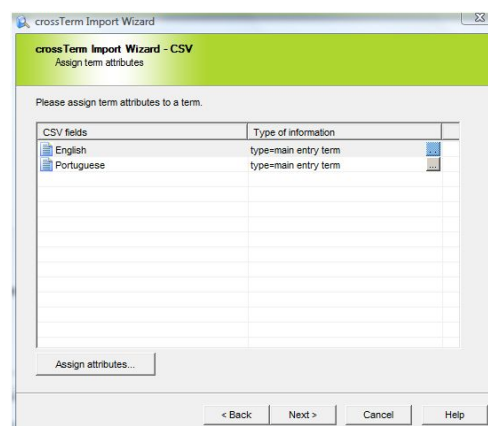 crossTerm Import Wizard
crossTerm Import Wizard - CSV
Assign term attributes
Please assign term attributes to a term.
CSV fields Type of information
English type=main entry term ...
Portuguese type=main entry term ...
Assign attributes...
< Back Next > Cancel Help